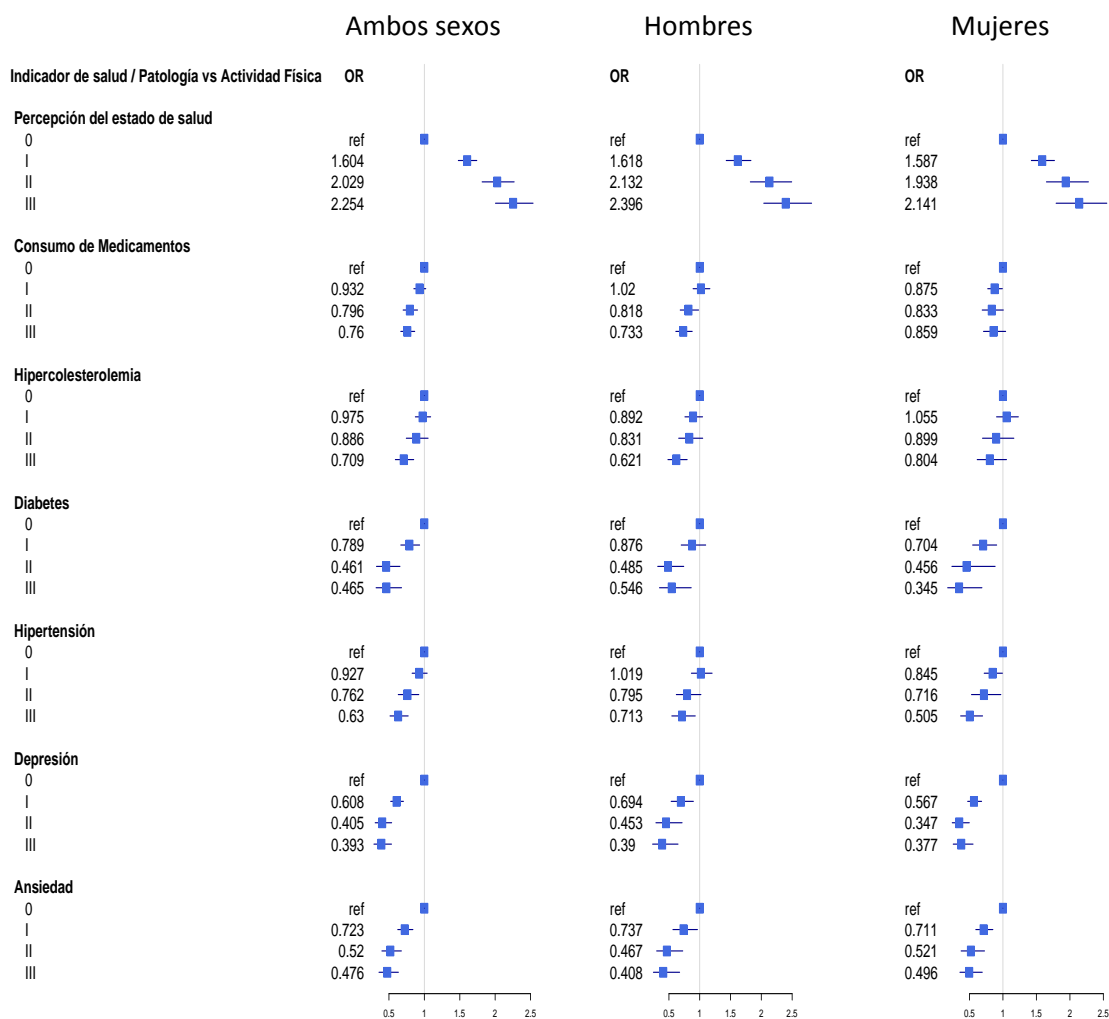 Ambos sexos Hombres Mujeres
Indicador de salud / Patología vs Actividad Física OR OR OR
Percepción del estado de salud
0 ref ref ref
I 1.604 1.618 1.587
II 2.029 2.132 1.938
III 2.254 2.396 2.141
Consumo de Medicamentos
0 ref ref ref
I 0.932 1.02 0.875
II 0.796 0.818 0.833
III 0.76 0.733 0.859
Hipercolesterolemia
0 ref ref ref
I 0.975 0.892 1.055
II 0.886 0.831 0.899
III 0.709 0.621 0.804
Diabetes
0 ref ref ref
I 0.789 0.876 0.704
II 0.461 0.485 0.456
III 0.465 0.546 0.345
Hipertensión
0 ref ref ref
I 0.927 1.019 0.845
II 0.762 0.795 0.716
III 0.63 0.713 0.505
Depresión
0 ref ref ref
I 0.608 0.694 0.567
II 0.405 0.453 0.347
III 0.393 0.39 0.377
Ansiedad
0 ref ref ref
I 0.723 0.737 0.711
II 0.52 0.467 0.521
III 0.476 0.408 0.496
0.5 1 1.5 2 2.5 0.5 1 1.5 2 2.5 0.5 1 1.5 2 2.5